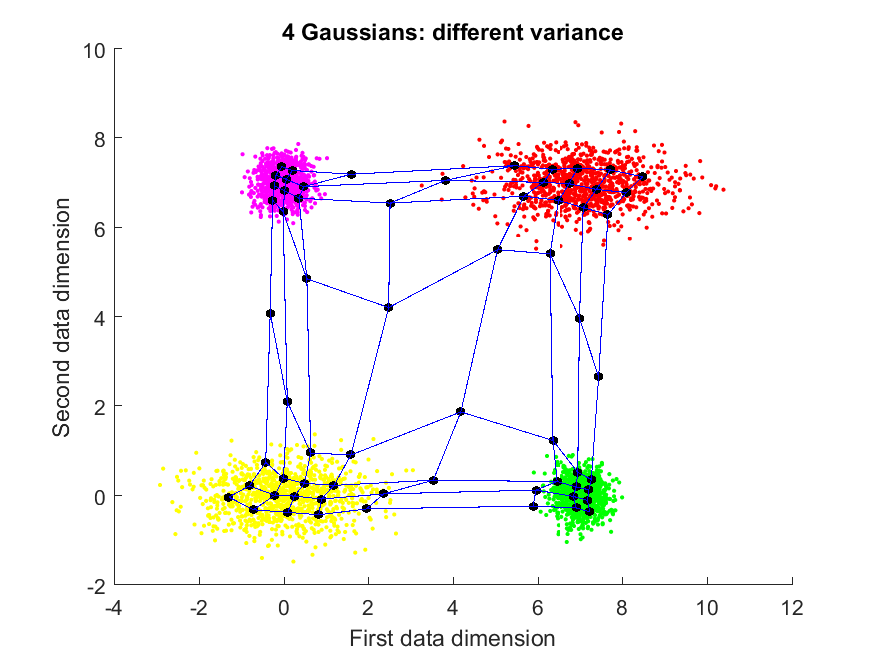 4 Gaussians: different variance
10
8
6
4
2
0
-2
-4 -2 0 2 4 6 8 10 12
Second data dimension
First data dimension